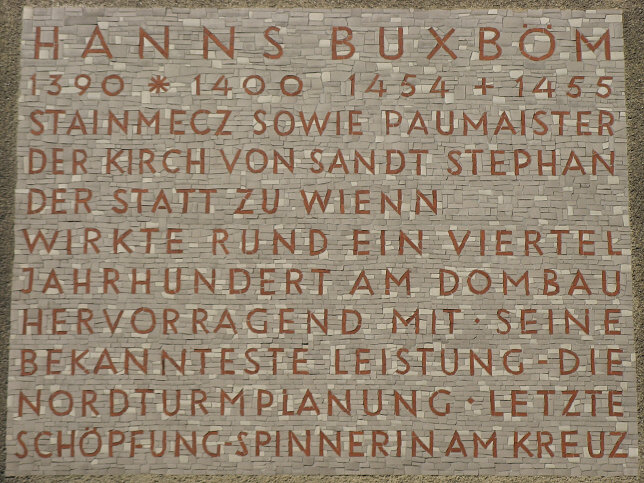 HANNS BUXBÖM
1390 * 1400 1454 + 1455
STAINMECZ SOWIE PAUMAISTER
DER KIRCH VON SANDT STEPHAN
DER STATT ZU WIENN
WIRKTE RUND EIN VIERTEL
JAHRHUNDERT AM DOMBAU
HERVORRAGEND MIT · SEINE
BEKANNTESTE LEISTUNG - DIE
NORDTURMPLANUNG · LETZTE
SCHÖPFUNG-SPINNERIN AM KREUZ